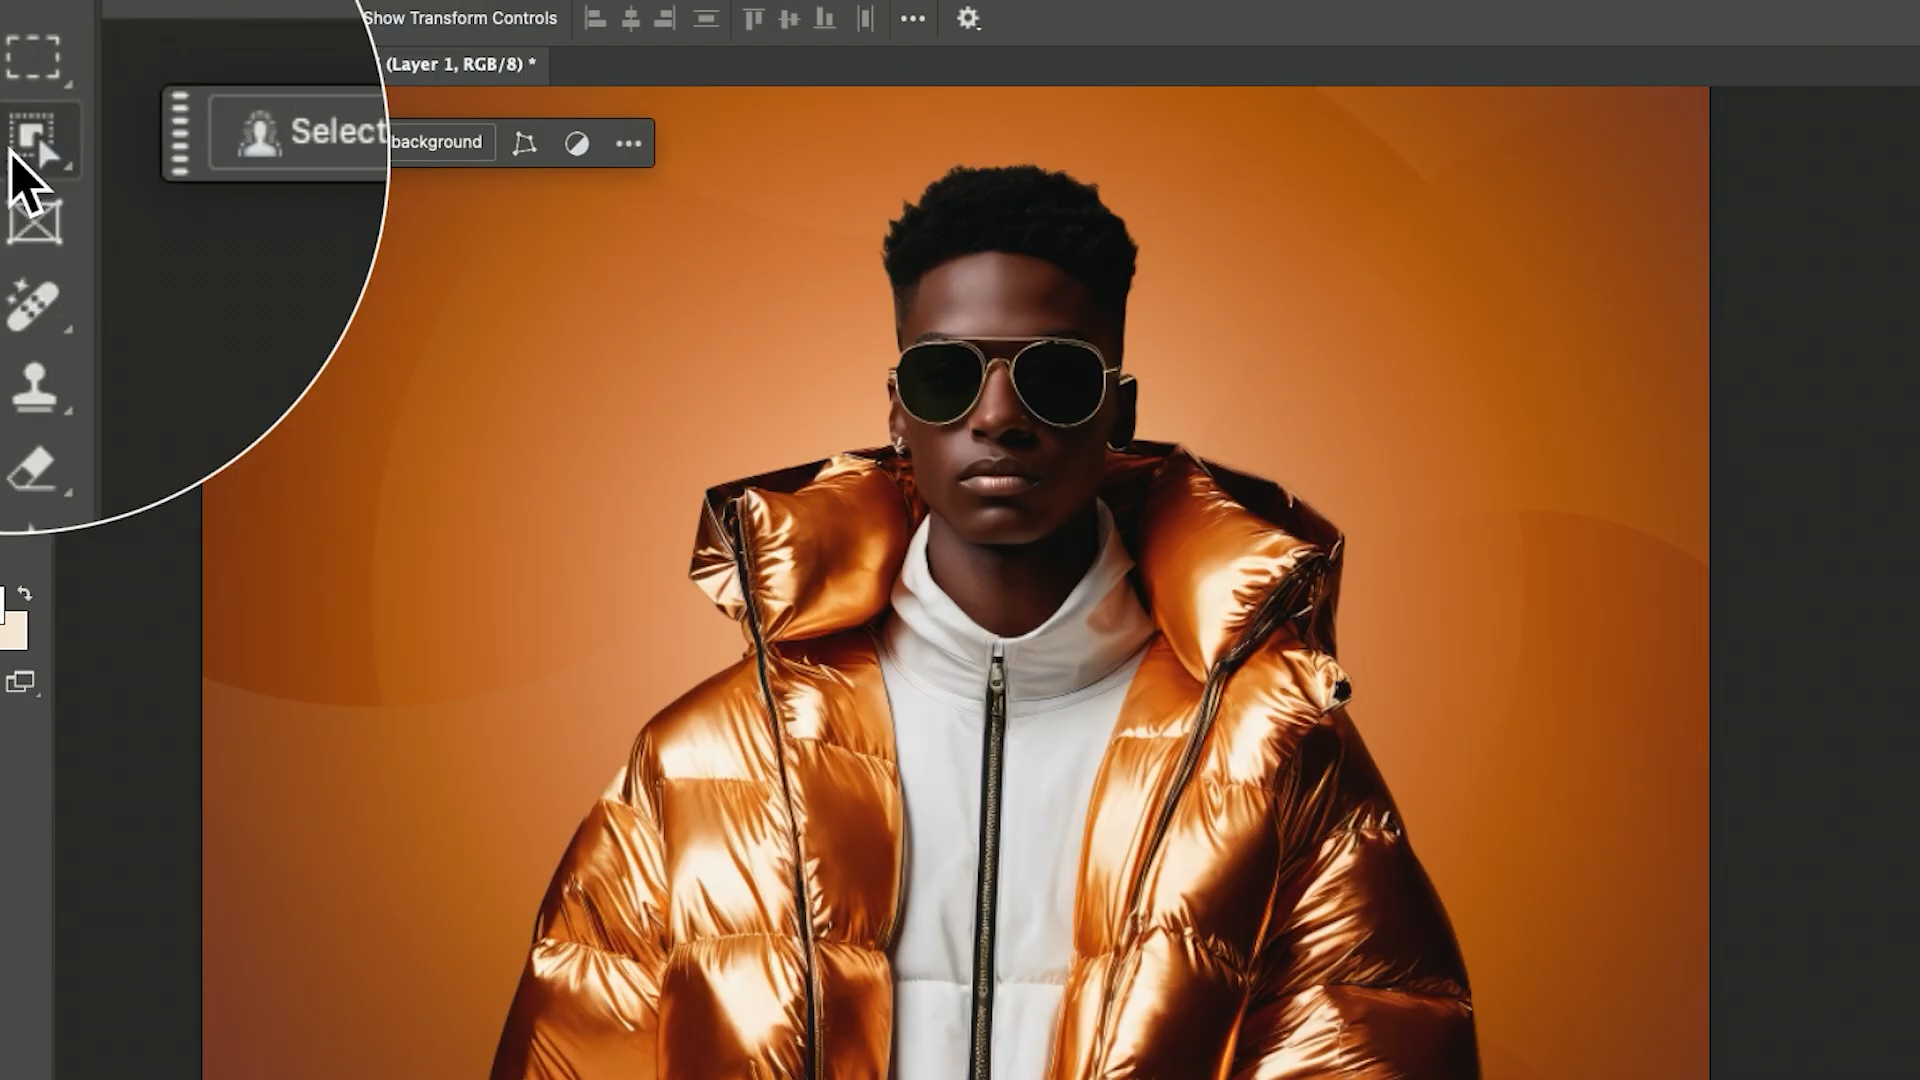 Show Transform Controls
(Layer 1, RGB/8) *
Select
background